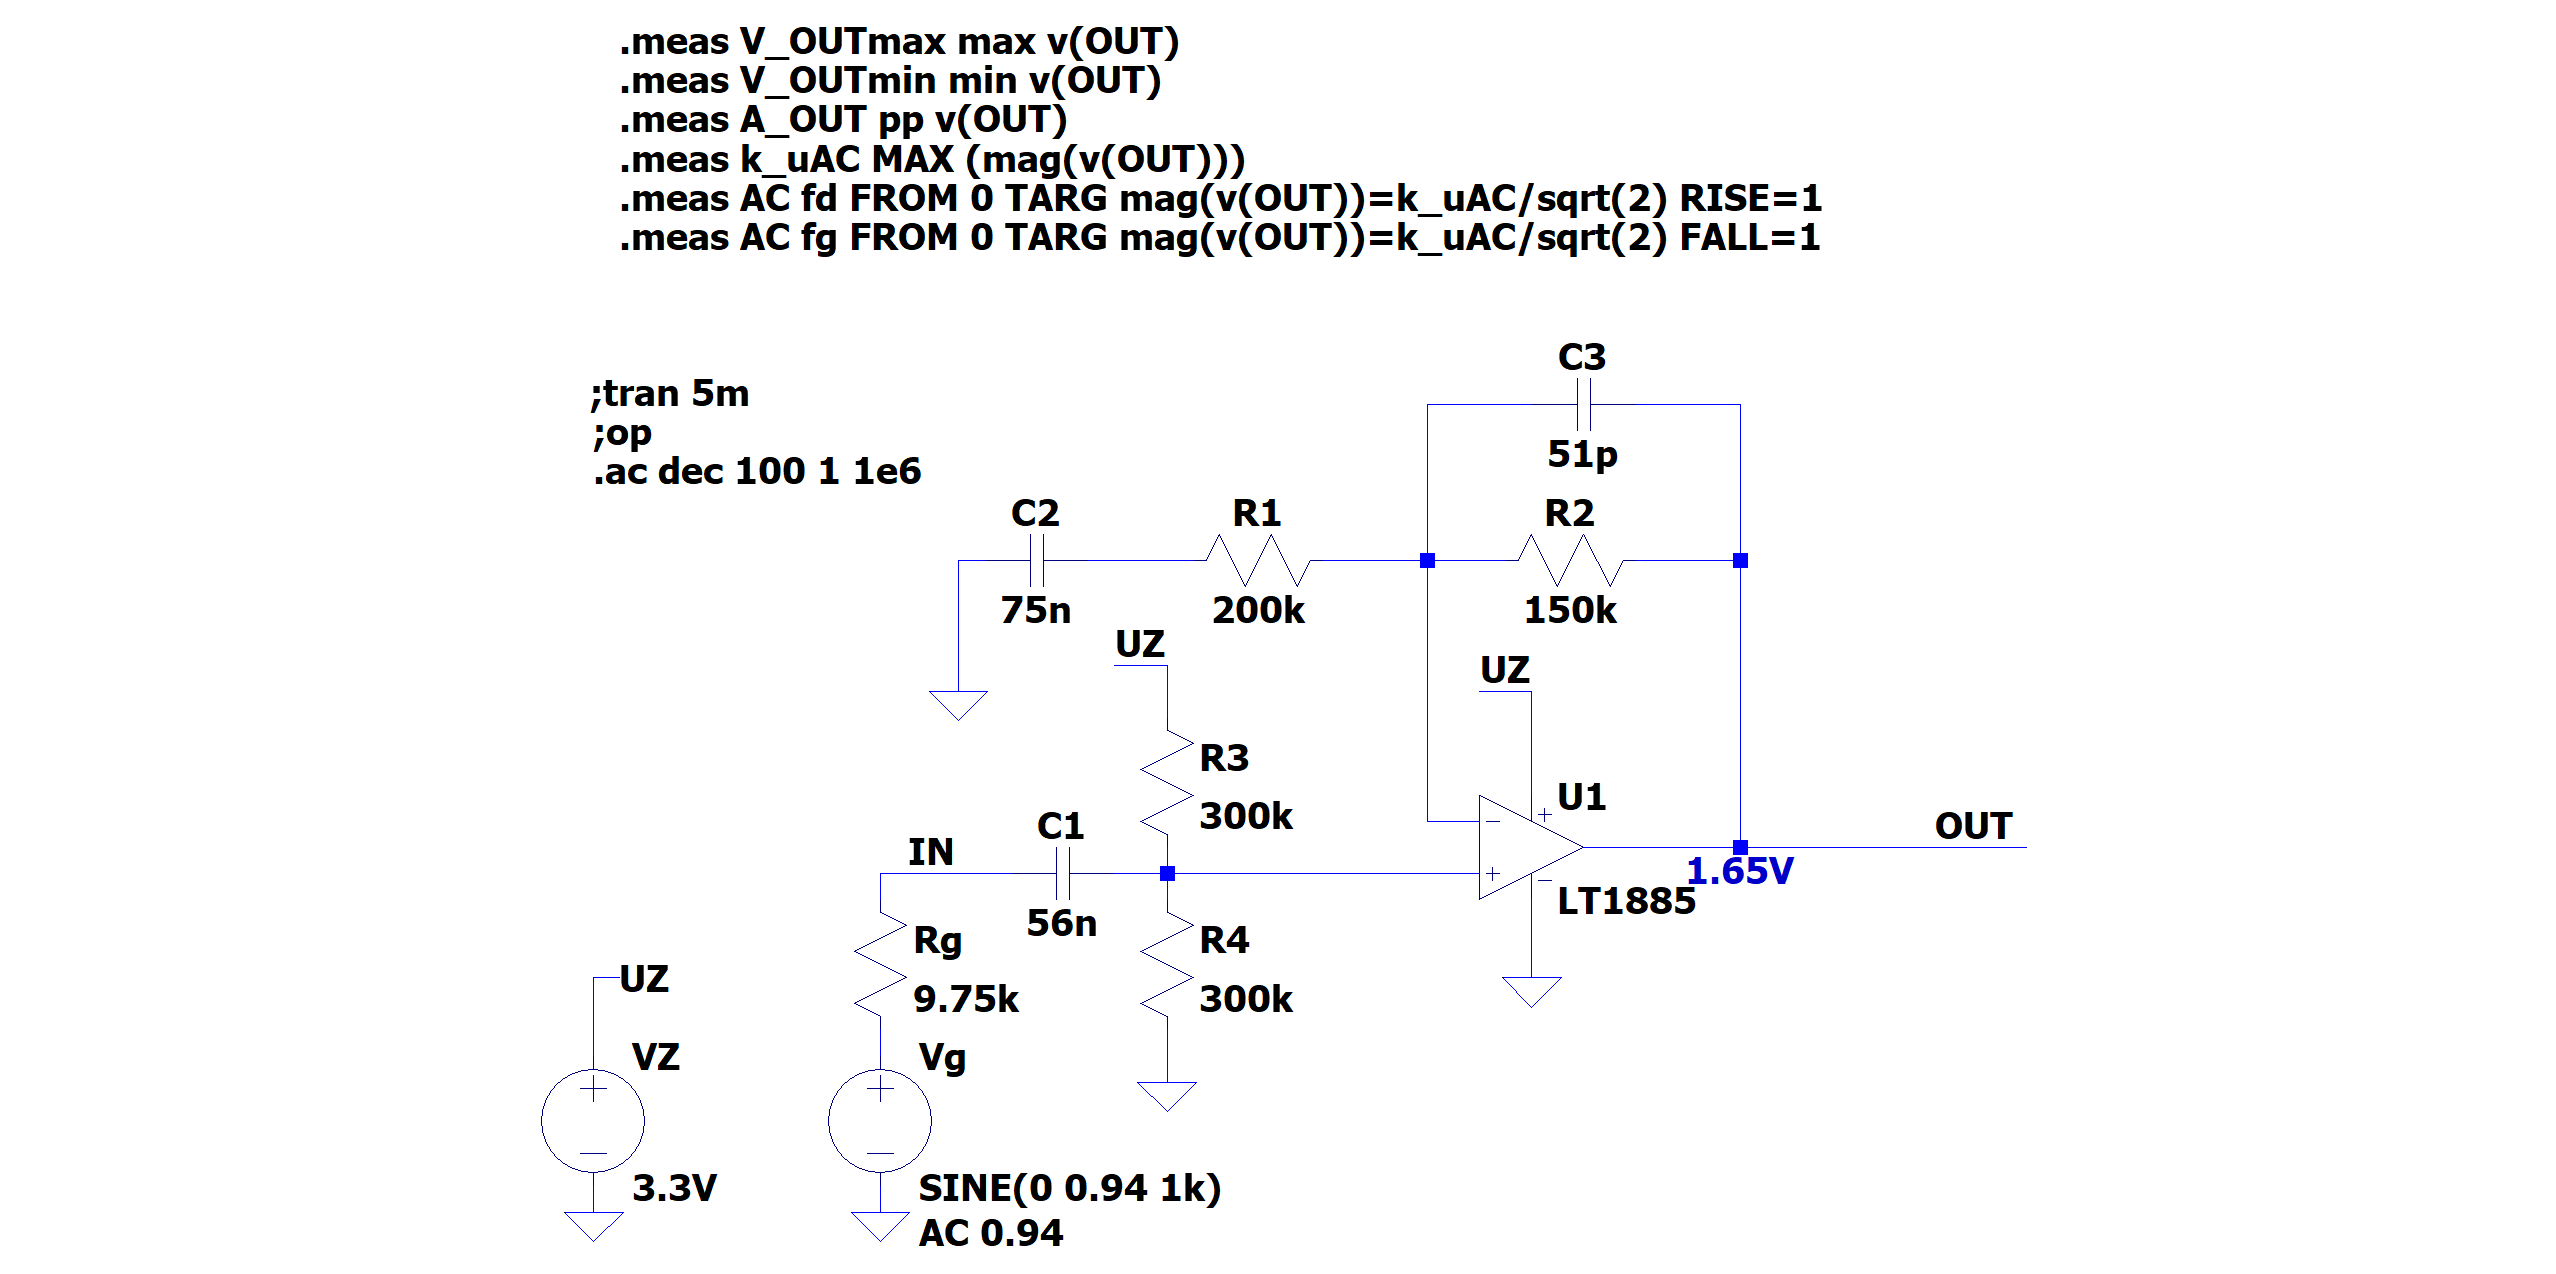 .meas V_OUTmax max v(OUT)
.meas V_OUTmin min v(OUT)
.meas A_OUT pp v(OUT)
.meas k_uAC MAX (mag(v(OUT)))
.meas AC fd FROM 0 TARG mag(v(OUT))=k_uAC/sqrt(2) RISE=1
.meas AC fg FROM 0 TARG mag(v(OUT))=k_uAC/sqrt(2) FALL=1
;tran 5m
;op
.ac dec 100 1 1e6
C3
51p
C2
75n
R1
200k
R2
150k
UZ
UZ
R3
300k
U1
LT1885
OUT
1.65V
IN
C1
56n
Rg
9.75k
R4
300k
UZ
VZ
3.3V
Vg
SINE(0 0.94 1k)
AC 0.94